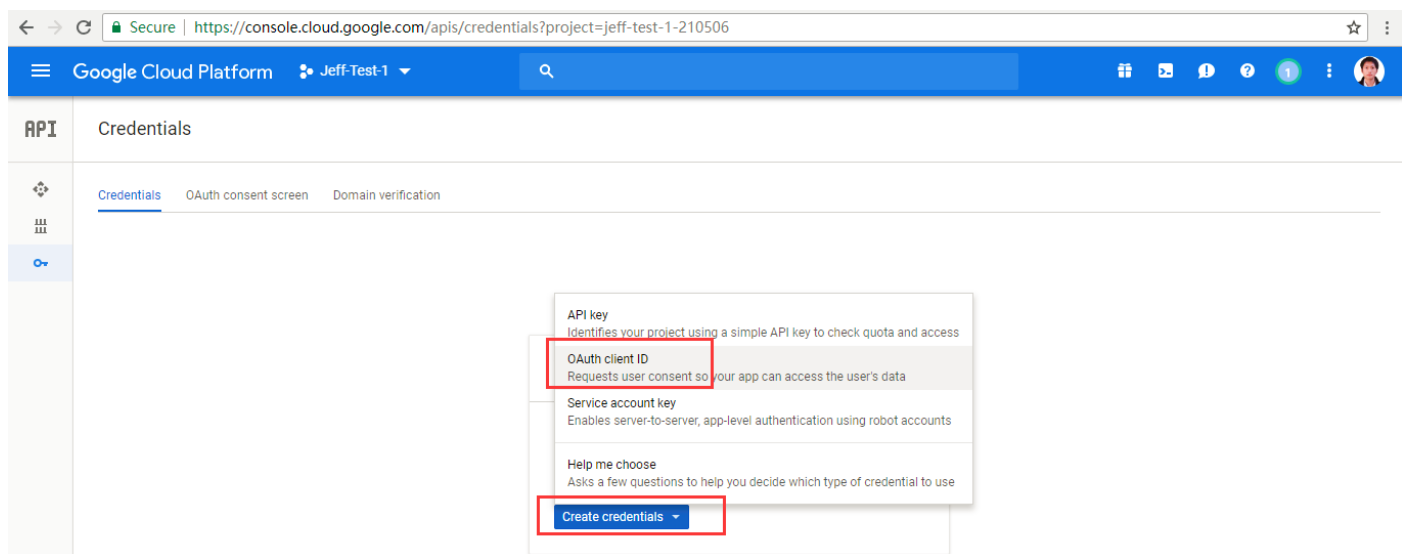 Secure | https://console.cloud.google.com/apis/credentials?project=jeff-test-1-210506
Google Cloud Platform Jeff-Test-1 1
API Credentials
Credentials OAuth consent screen Domain verification
API key
Identifies your project using a simple API key to check quota and access
OAuth client ID
Requests user consent so your app can access the user's data
Service account key
Enables server-to-server, app-level authentication using robot accounts
Help me choose
Asks a few questions to help you decide which type of credential to use
Create credentials